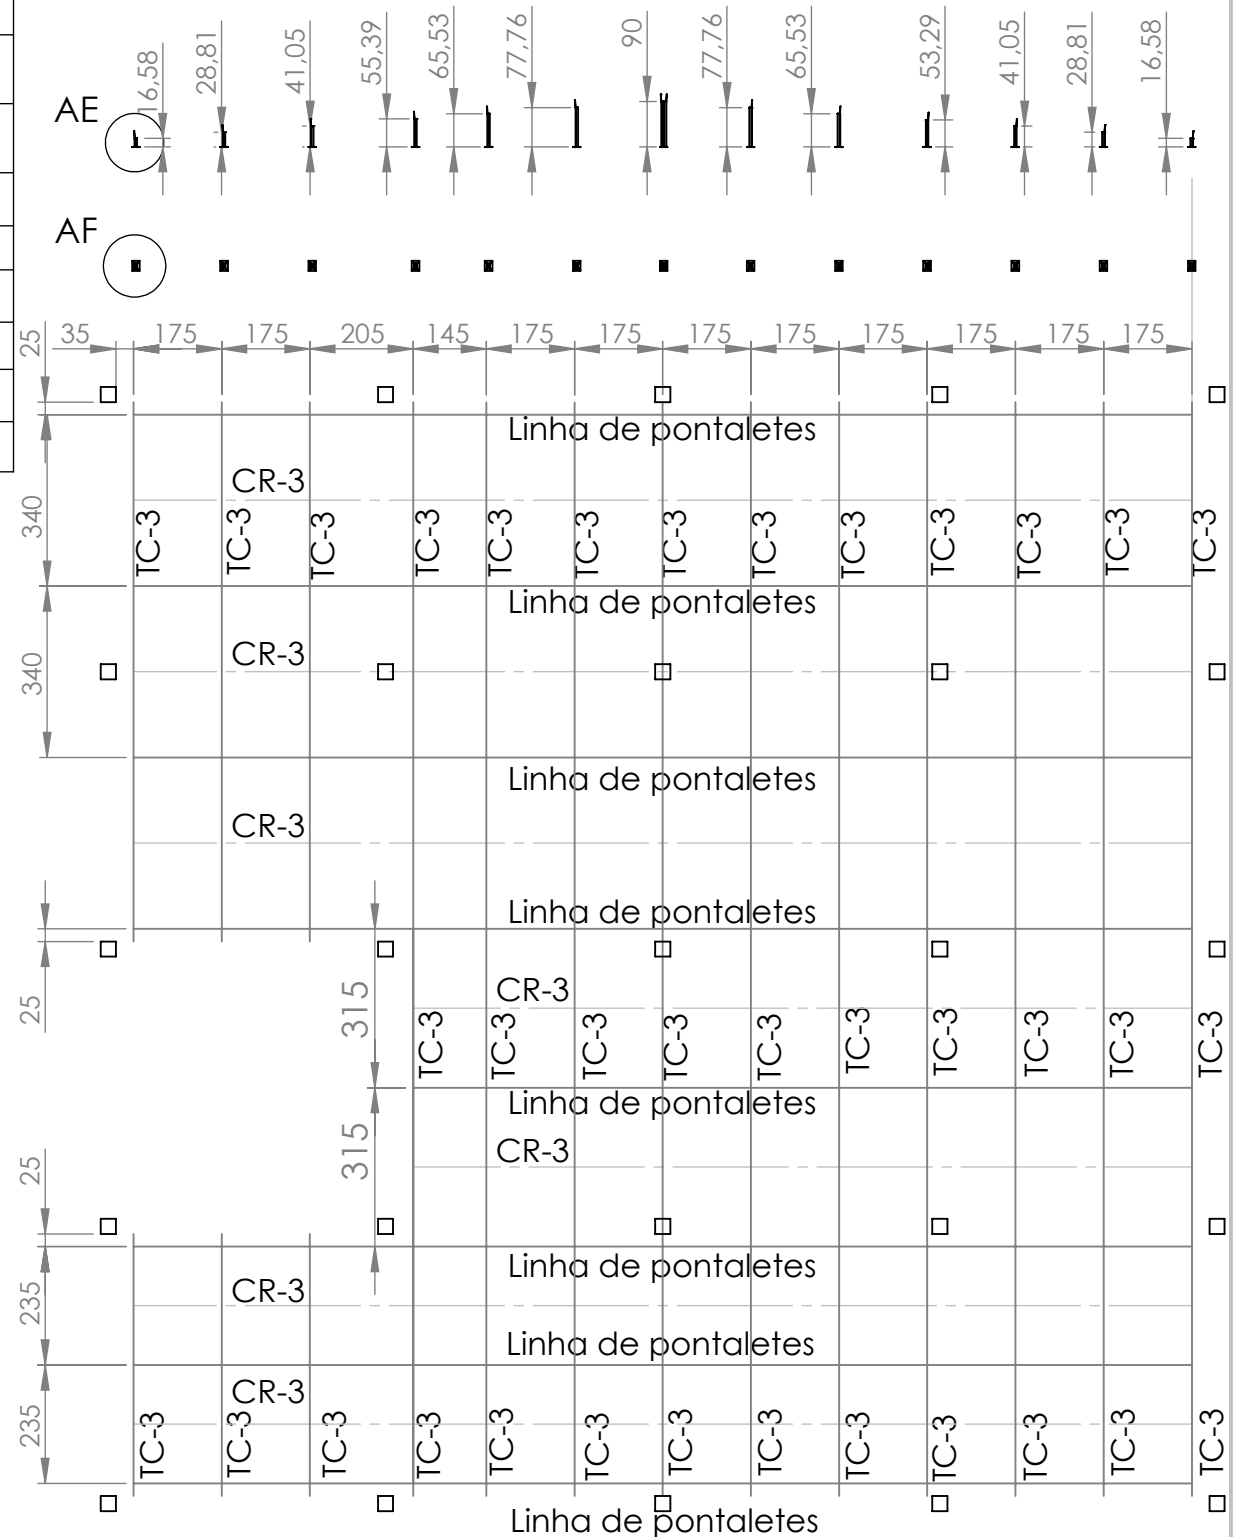 16,58
28,81
41,05
55,39
65,53
77,76
90
77,76
65,53
53,29
41,05
28,81
16,58
AE
AF
25
35 175 175 205 145 175 175 175 175 175 175 175 175
Linha de pontaletes
CR-3
340
TC-3 TC-3 TC-3 TC-3 TC-3 TC-3 TC-3 TC-3 TC-3 TC-3 TC-3 TC-3 TC-3
Linha de pontaletes
CR-3
340
Linha de pontaletes
CR-3
Linha de pontaletes
CR-3
25
315
TC-3 TC-3 TC-3 TC-3 TC-3 TC-3 TC-3 TC-3 TC-3 TC-3
Linha de pontaletes
CR-3
315
25
Linha de pontaletes
CR-3
235
Linha de pontaletes
CR-3
235
TC-3 TC-3 TC-3 TC-3 TC-3 TC-3 TC-3 TC-3 TC-3 TC-3 TC-3 TC-3 TC-3
Linha de pontaletes